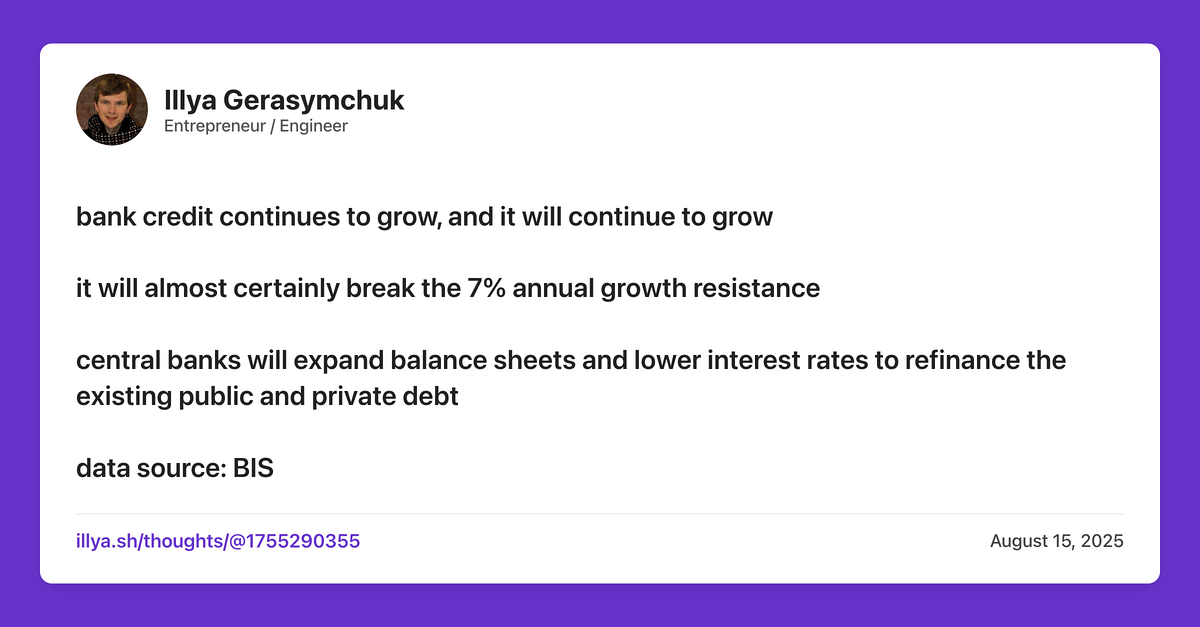 Illya Gerasymchuk
Entrepreneur / Engineer
bank credit continues to grow, and it will continue to grow
it will almost certainly break the 7% annual growth resistance
central banks will expand balance sheets and lower interest rates to refinance the
existing public and private debt
data source: BIS
illya.sh/thoughts/@1755290355
August 15, 2025